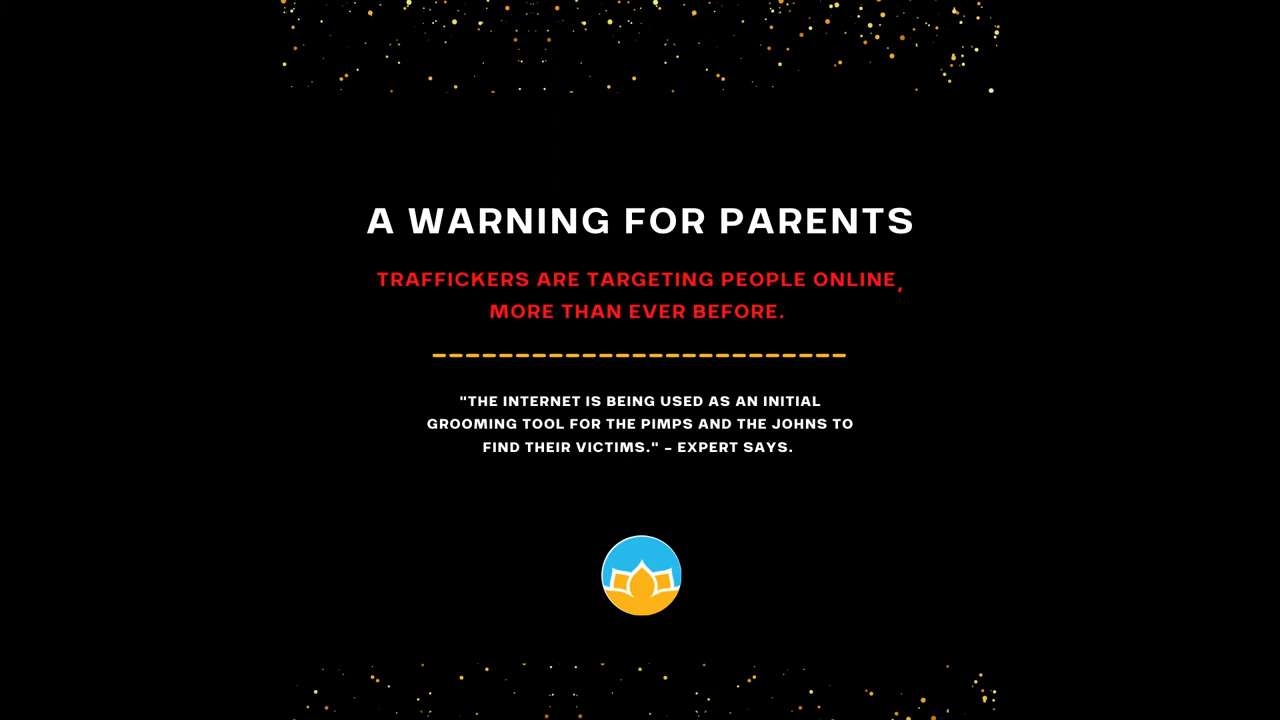 A WARNING FOR PARENTS
TRAFFICKERS ARE TARGETING PEOPLE ONLINE,
MORE THAN EVER BEFORE.
"THE INTERNET IS BEING USED AS AN INITIAL
GROOMING TOOL FOR THE PIMPS AND THE JOHNS TO
FIND THEIR VICTIMS." – EXPERT SAYS.